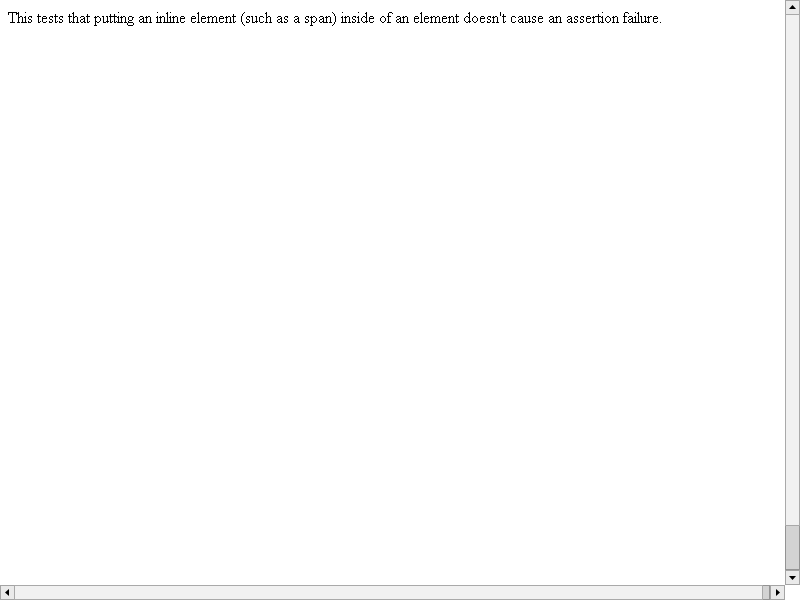 This tests that putting an inline element (such as a span) inside of an element doesn't cause an assertion failure.